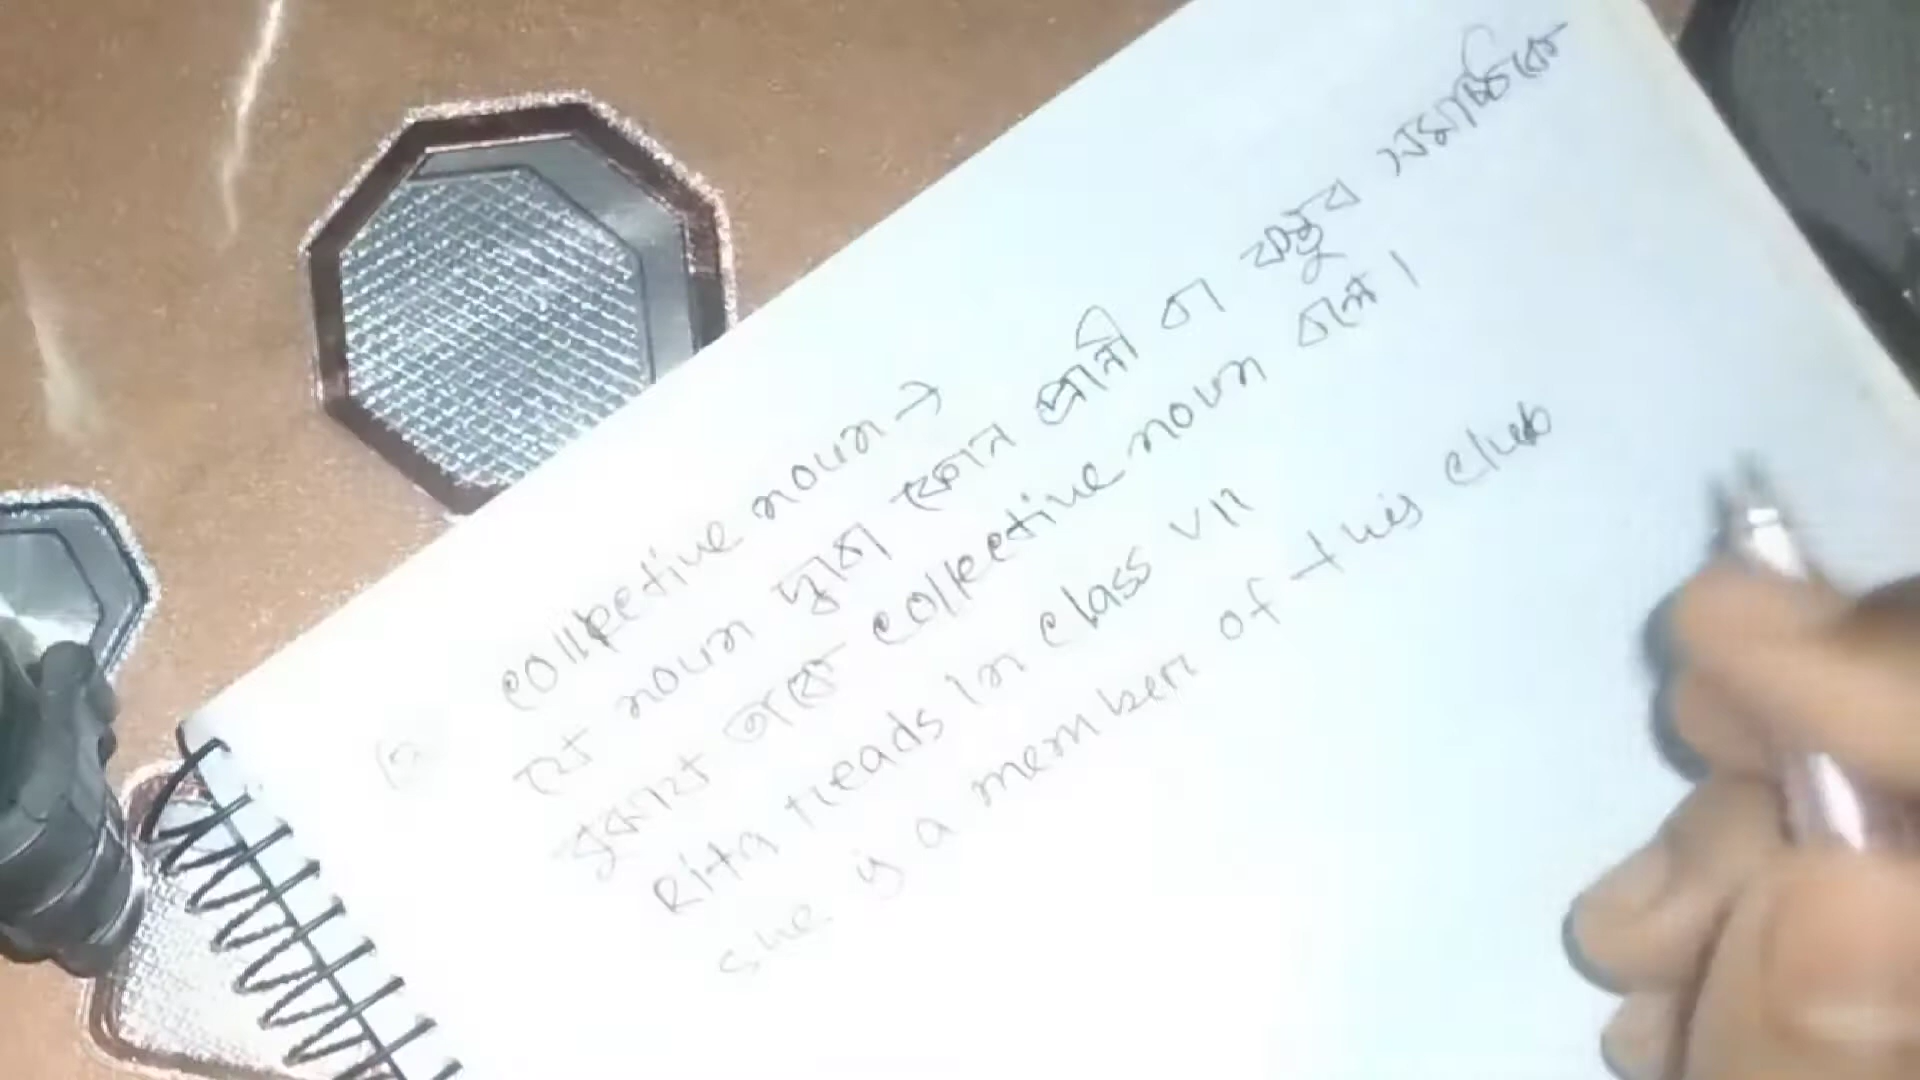 collective noun →
যে noun দ্বারা কোন প্রানী বা বস্তুর সমষ্টিকে
বুঝায় তাকে collective noun বলে।
Rita reads in class VII
She is a member of this club